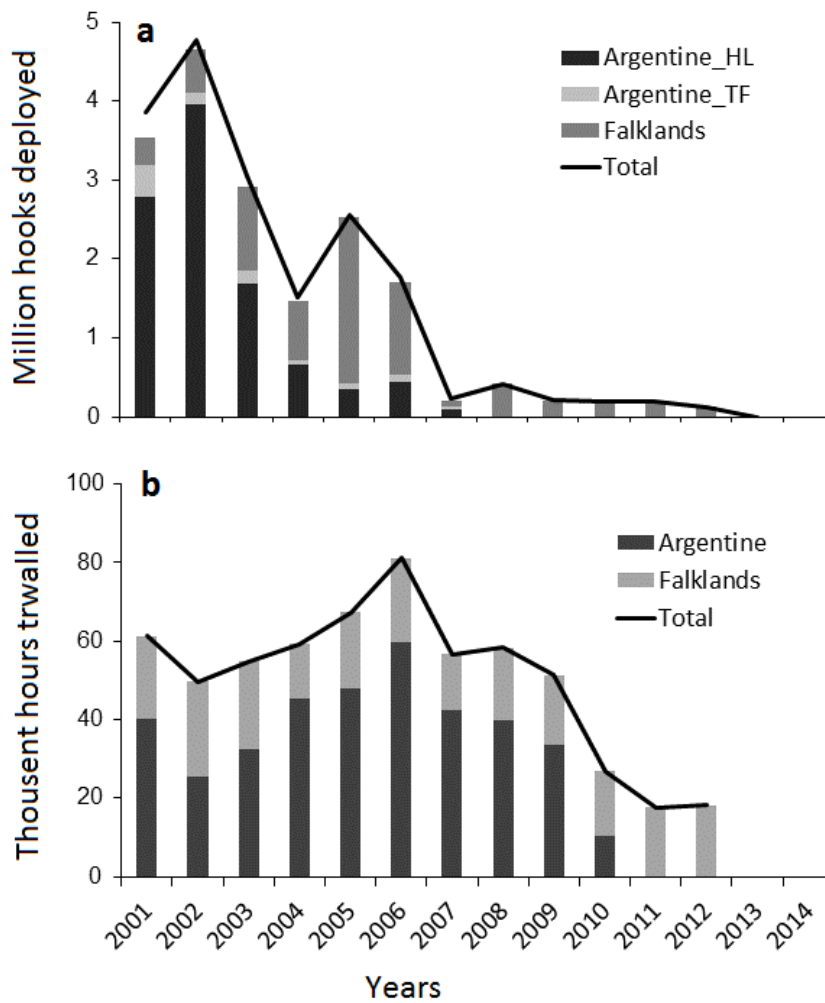 a
Million hooks deployed
5
4
3
2
1
0
Argentine_HL
Argentine_TF
Falklands
Total
b
Thousent hours trwalled
100
80
60
40
20
0
Argentine
Falklands
Total
2001
2002
2003
2004
2005
2006
2007
2008
2009
2010
2011
2012
2013
2014
Years